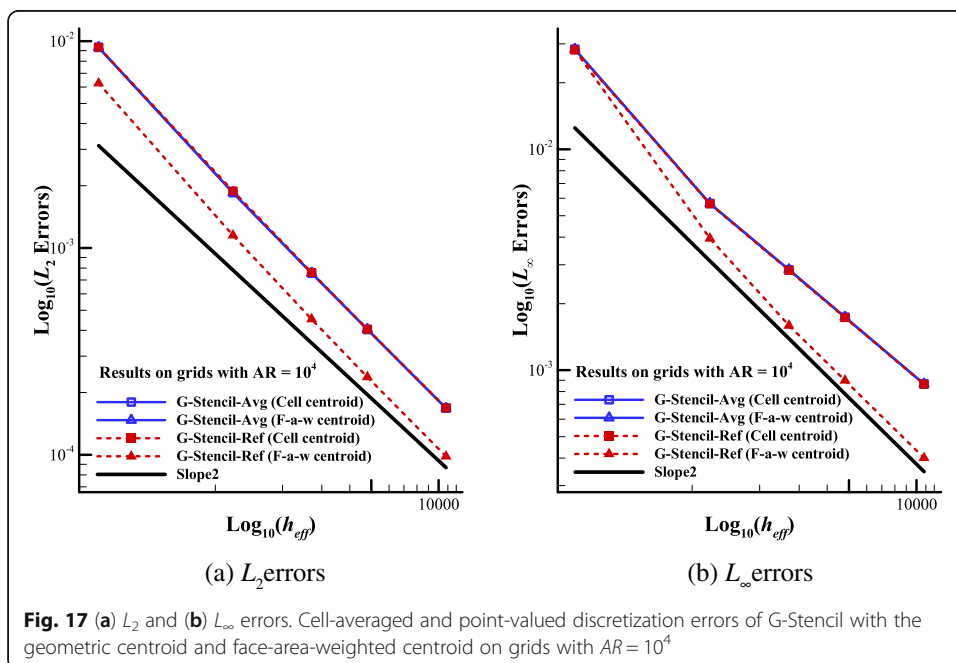 10⁻²
10⁻³
10⁻⁴
Log₁₀(L₂ Errors)
Results on grids with AR = 10⁴
G-Stencil-Avg (Cell centroid)
G-Stencil-Avg (F-a-w centroid)
G-Stencil-Ref (Cell centroid)
G-Stencil-Ref (F-a-w centroid)
Slope2
10000
Log₁₀(h_eff)
(a) L₂errors
10⁻²
10⁻³
Log₁₀(L∞ Errors)
Results on grids with AR = 10⁴
G-Stencil-Avg (Cell centroid)
G-Stencil-Avg (F-a-w centroid)
G-Stencil-Ref (Cell centroid)
G-Stencil-Ref (F-a-w centroid)
Slope2
10000
Log₁₀(h_eff)
(b) L∞errors
Fig. 17 (a) L₂ and (b) L∞ errors. Cell-averaged and point-valued discretization errors of G-Stencil with the
geometric centroid and face-area-weighted centroid on grids with AR = 10⁴